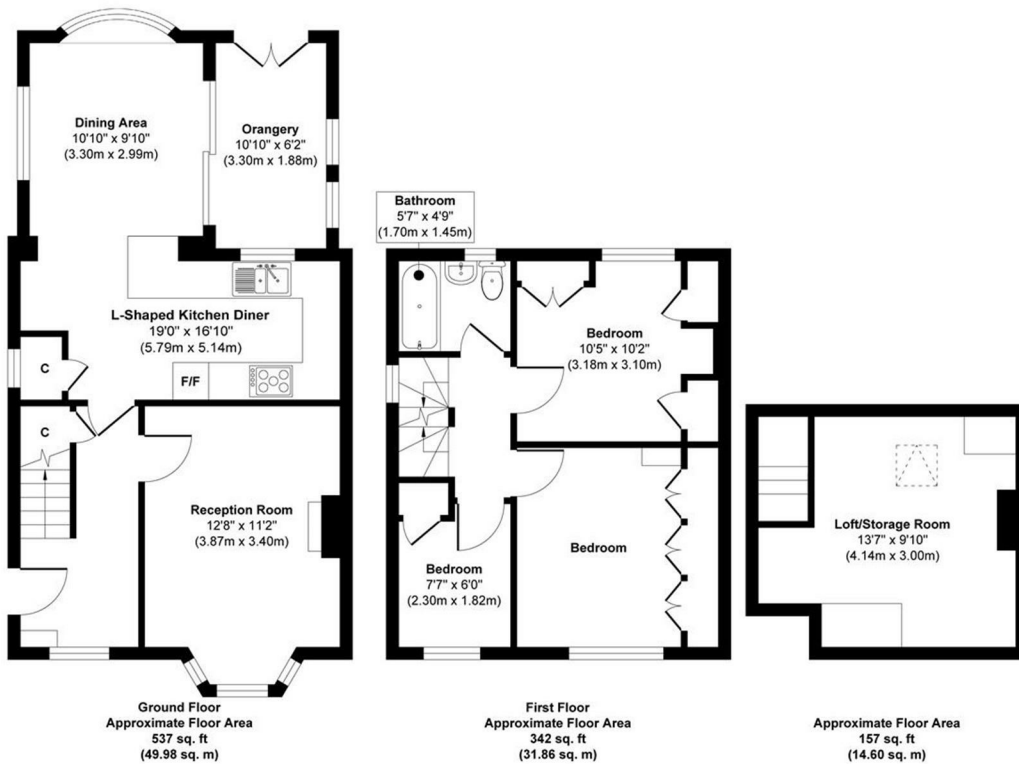 Dining Area
10'10" x 9'10"
(3.30m x 2.99m)
Orangery
10'10" x 6'2"
(3.30m x 1.88m)
L-Shaped Kitchen Diner
19'0" x 16'10"
(5.79m x 5.14m)
C
F/F
C
Reception Room
12'8" x 11'2"
(3.87m x 3.40m)
Ground Floor
Approximate Floor Area
537 sq. ft
(49.98 sq. m)
Bathroom
5'7" x 4'9"
(1.70m x 1.45m)
Bedroom
10'5" x 10'2"
(3.18m x 3.10m)
Bedroom
7'7" x 6'0"
(2.30m x 1.82m)
Bedroom
First Floor
Approximate Floor Area
342 sq. ft
(31.86 sq. m)
Loft/Storage Room
13'7" x 9'10"
(4.14m x 3.00m)
Approximate Floor Area
157 sq. ft
(14.60 sq. m)